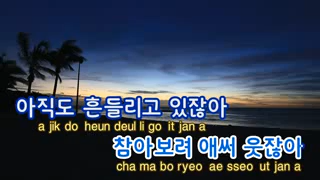 아직도 흔들리고 있잖아
a jik do heun deul li go it jan a
참아보려 애써 웃잖아
cha ma bo ryeo ae sseo ut jan a